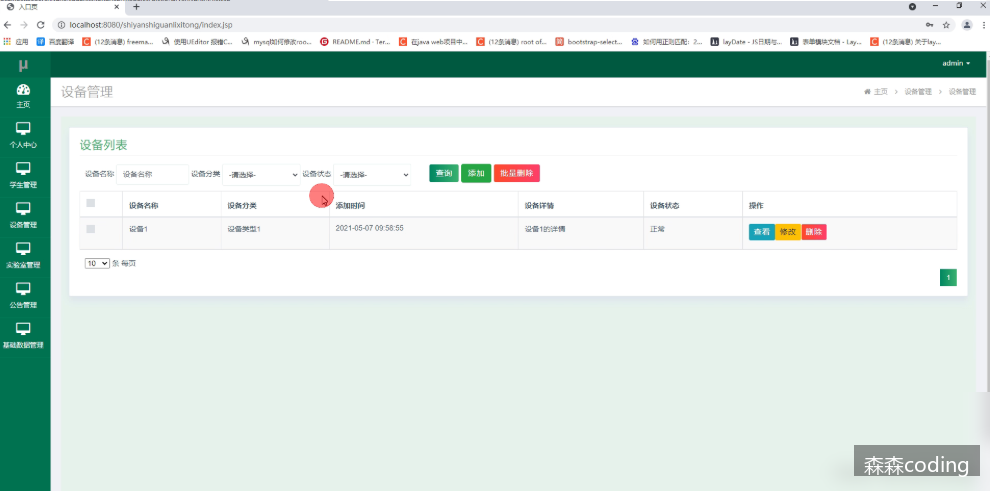 入口页
localhost:8080/shiyanshiguanlixitong/index.jsp
应用 百度翻译 (12条消息) freema... 使用UEditor 报错C... mysql如何修改roo... README.md · Ter... 在java web项目中... (12条消息) root of... bootstrap-select... 如何用正则匹配：2... layDate - JS日期与... 表单模块文档 - Lay... (12条消息) 关于lay...
μ
admin
主页
个人中心
学生管理
设备管理
实验室管理
公告管理
基础数据管理
设备管理
主页 > 设备管理 > 设备管理
设备列表
设备名称 设备名称 设备分类 -请选择- 设备状态 -请选择- 查询 添加 批量删除
设备名称 设备分类 添加时间 设备详情 设备状态 操作
设备1 设备类型1 2021-05-07 09:58:55 设备1的详情 正常 查看 修改 删除
10 条 每页
1
森森coding